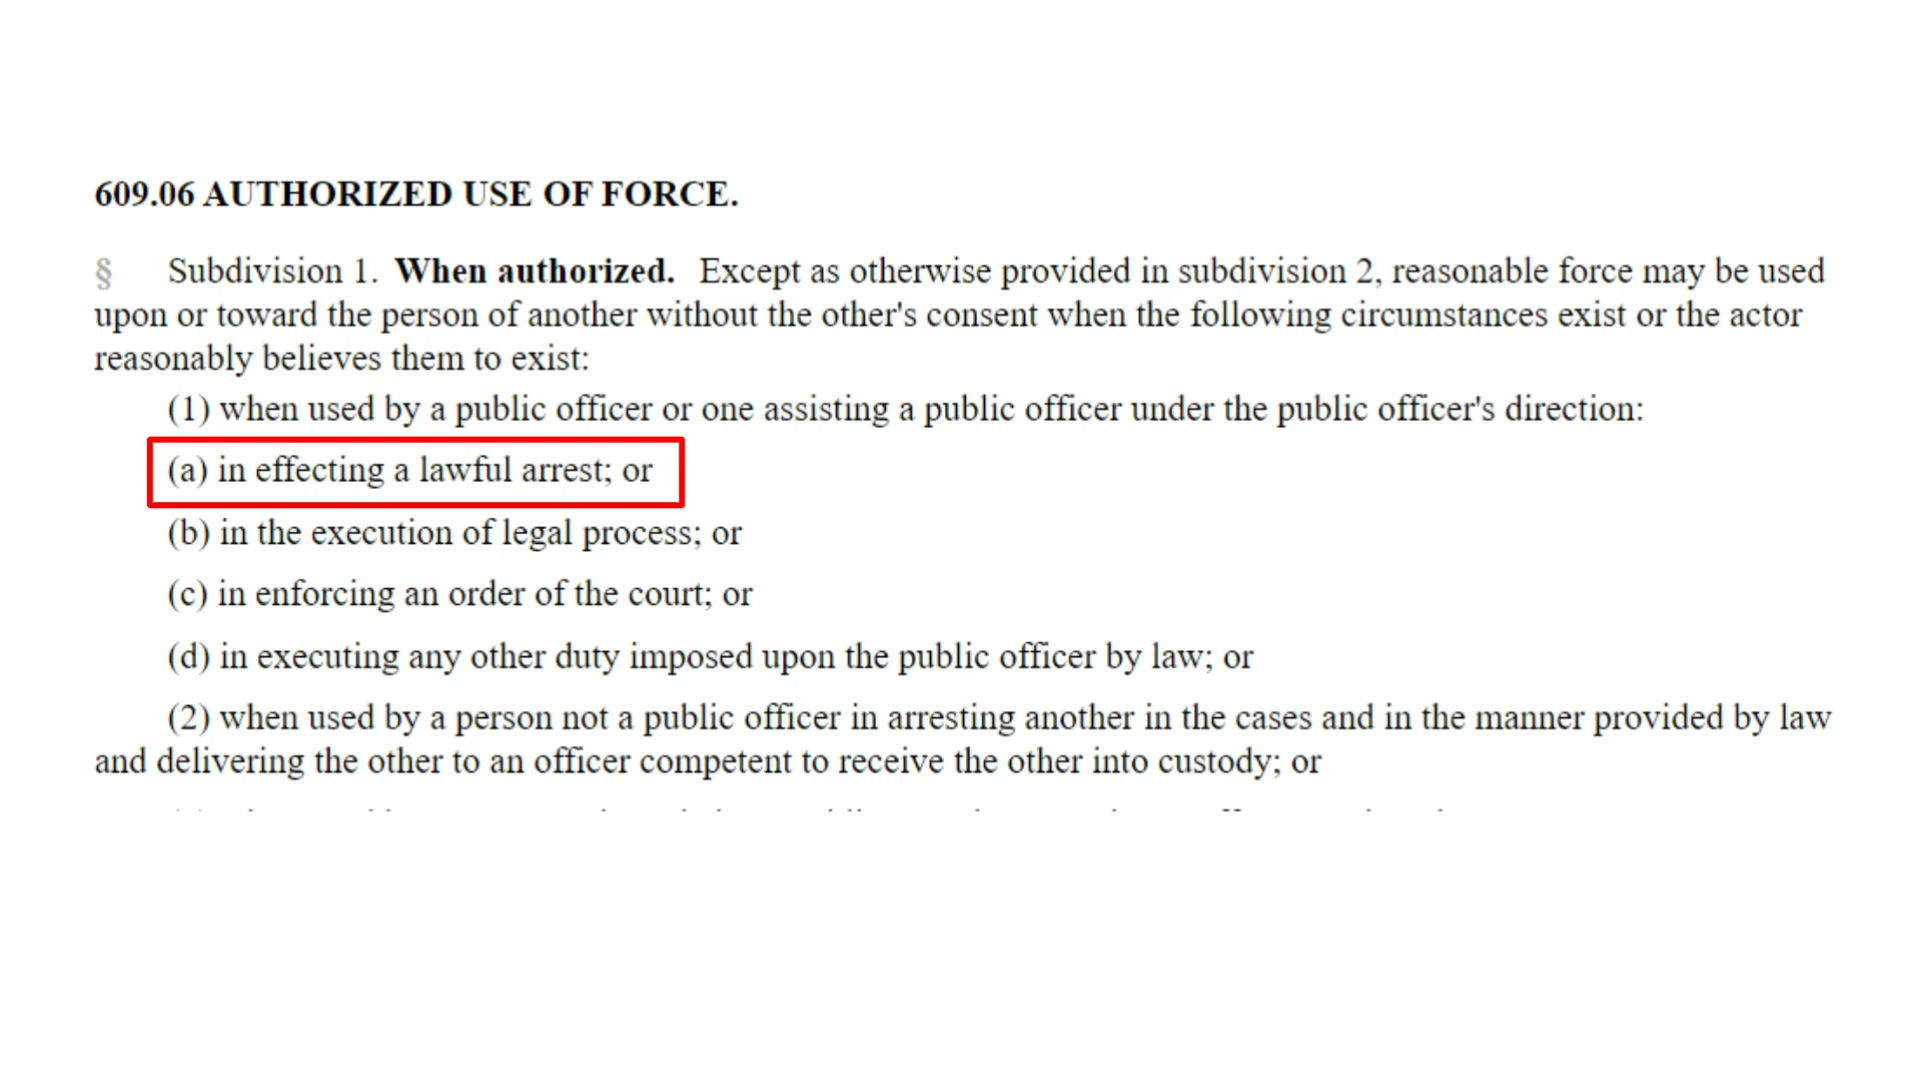 609.06 AUTHORIZED USE OF FORCE.
§ Subdivision 1. When authorized. Except as otherwise provided in subdivision 2, reasonable force may be used
upon or toward the person of another without the other's consent when the following circumstances exist or the actor
reasonably believes them to exist:
(1) when used by a public officer or one assisting a public officer under the public officer's direction:
(a) in effecting a lawful arrest; or
(b) in the execution of legal process; or
(c) in enforcing an order of the court; or
(d) in executing any other duty imposed upon the public officer by law; or
(2) when used by a person not a public officer in arresting another in the cases and in the manner provided by law
and delivering the other to an officer competent to receive the other into custody; or